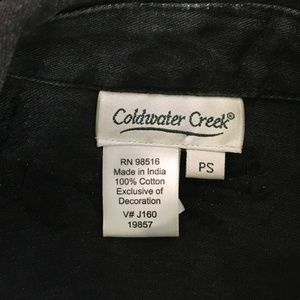 Coldwater Creek®
RN 98516
Made in India
100% Cotton
Exclusive of
Decoration
V# J160
19857
PS